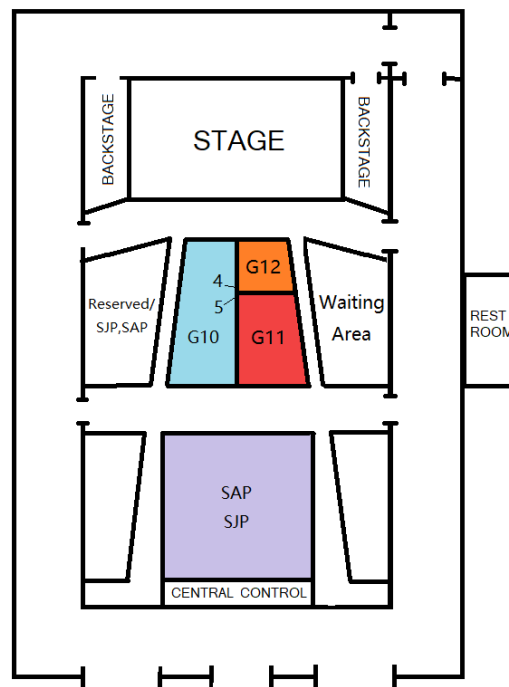 BACKSTAGE
STAGE
BACKSTAGE
G12
4
5
Reserved/
SJP,SAP
G10
G11
Waiting
Area
REST
ROOM
SAP
SJP
CENTRAL CONTROL